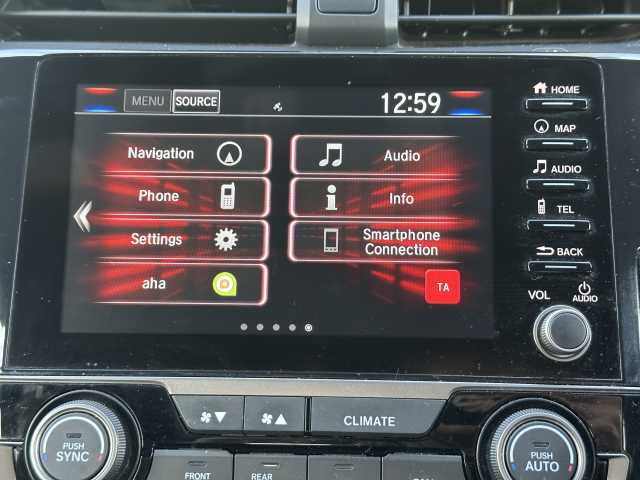 MENU SOURCE 12:59
Navigation
Audio
Phone
Info
Settings
Smartphone
Connection
aha
TA
HOME
MAP
AUDIO
TEL
BACK
VOL
AUDIO
CLIMATE
PUSH
SYNC
PUSH
AUTO
FRONT
REAR